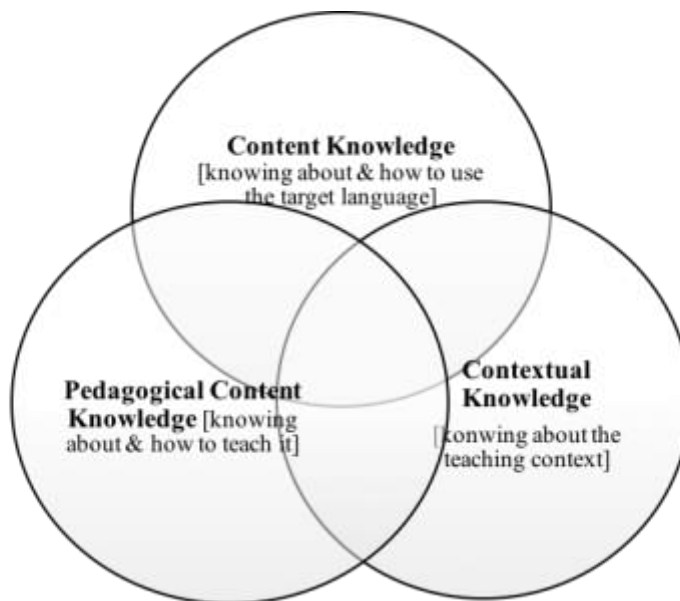 Content Knowledge
[knowing about & how to use
the target language]
Pedagogical Content
Knowledge [knowing
about & how to teach it]
Contextual
Knowledge
[konwing about the
teaching context]